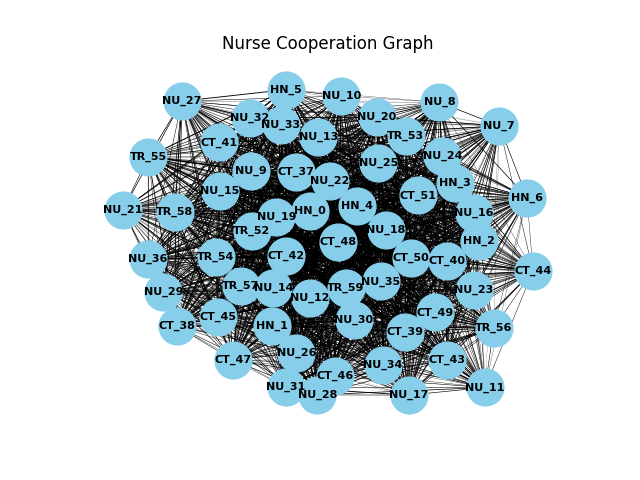 Nurse Cooperation Graph
HN_5
NU_10
NU_27
NU_8
NU_32
NU_33
NU_20
NU_7
NU_13
TR_53
CT_41
TR_55
NU_24
NU_25
NU_9
CT_37
NU_22
HN_3
NU_15
CT_51
HN_6
NU_21
TR_58
NU_19
HN_0
HN_4
NU_16
TR_52
NU_18
CT_48
HN_2
NU_36
TR_54
CT_42
CT_50
CT_40
CT_44
NU_29
TR_57
NU_14
NU_12
TR_59
NU_35
NU_23
CT_38
CT_45
HN_1
NU_30
CT_49
CT_39
TR_56
CT_47
NU_26
NU_34
CT_43
CT_46
NU_31
NU_28
NU_17
NU_11